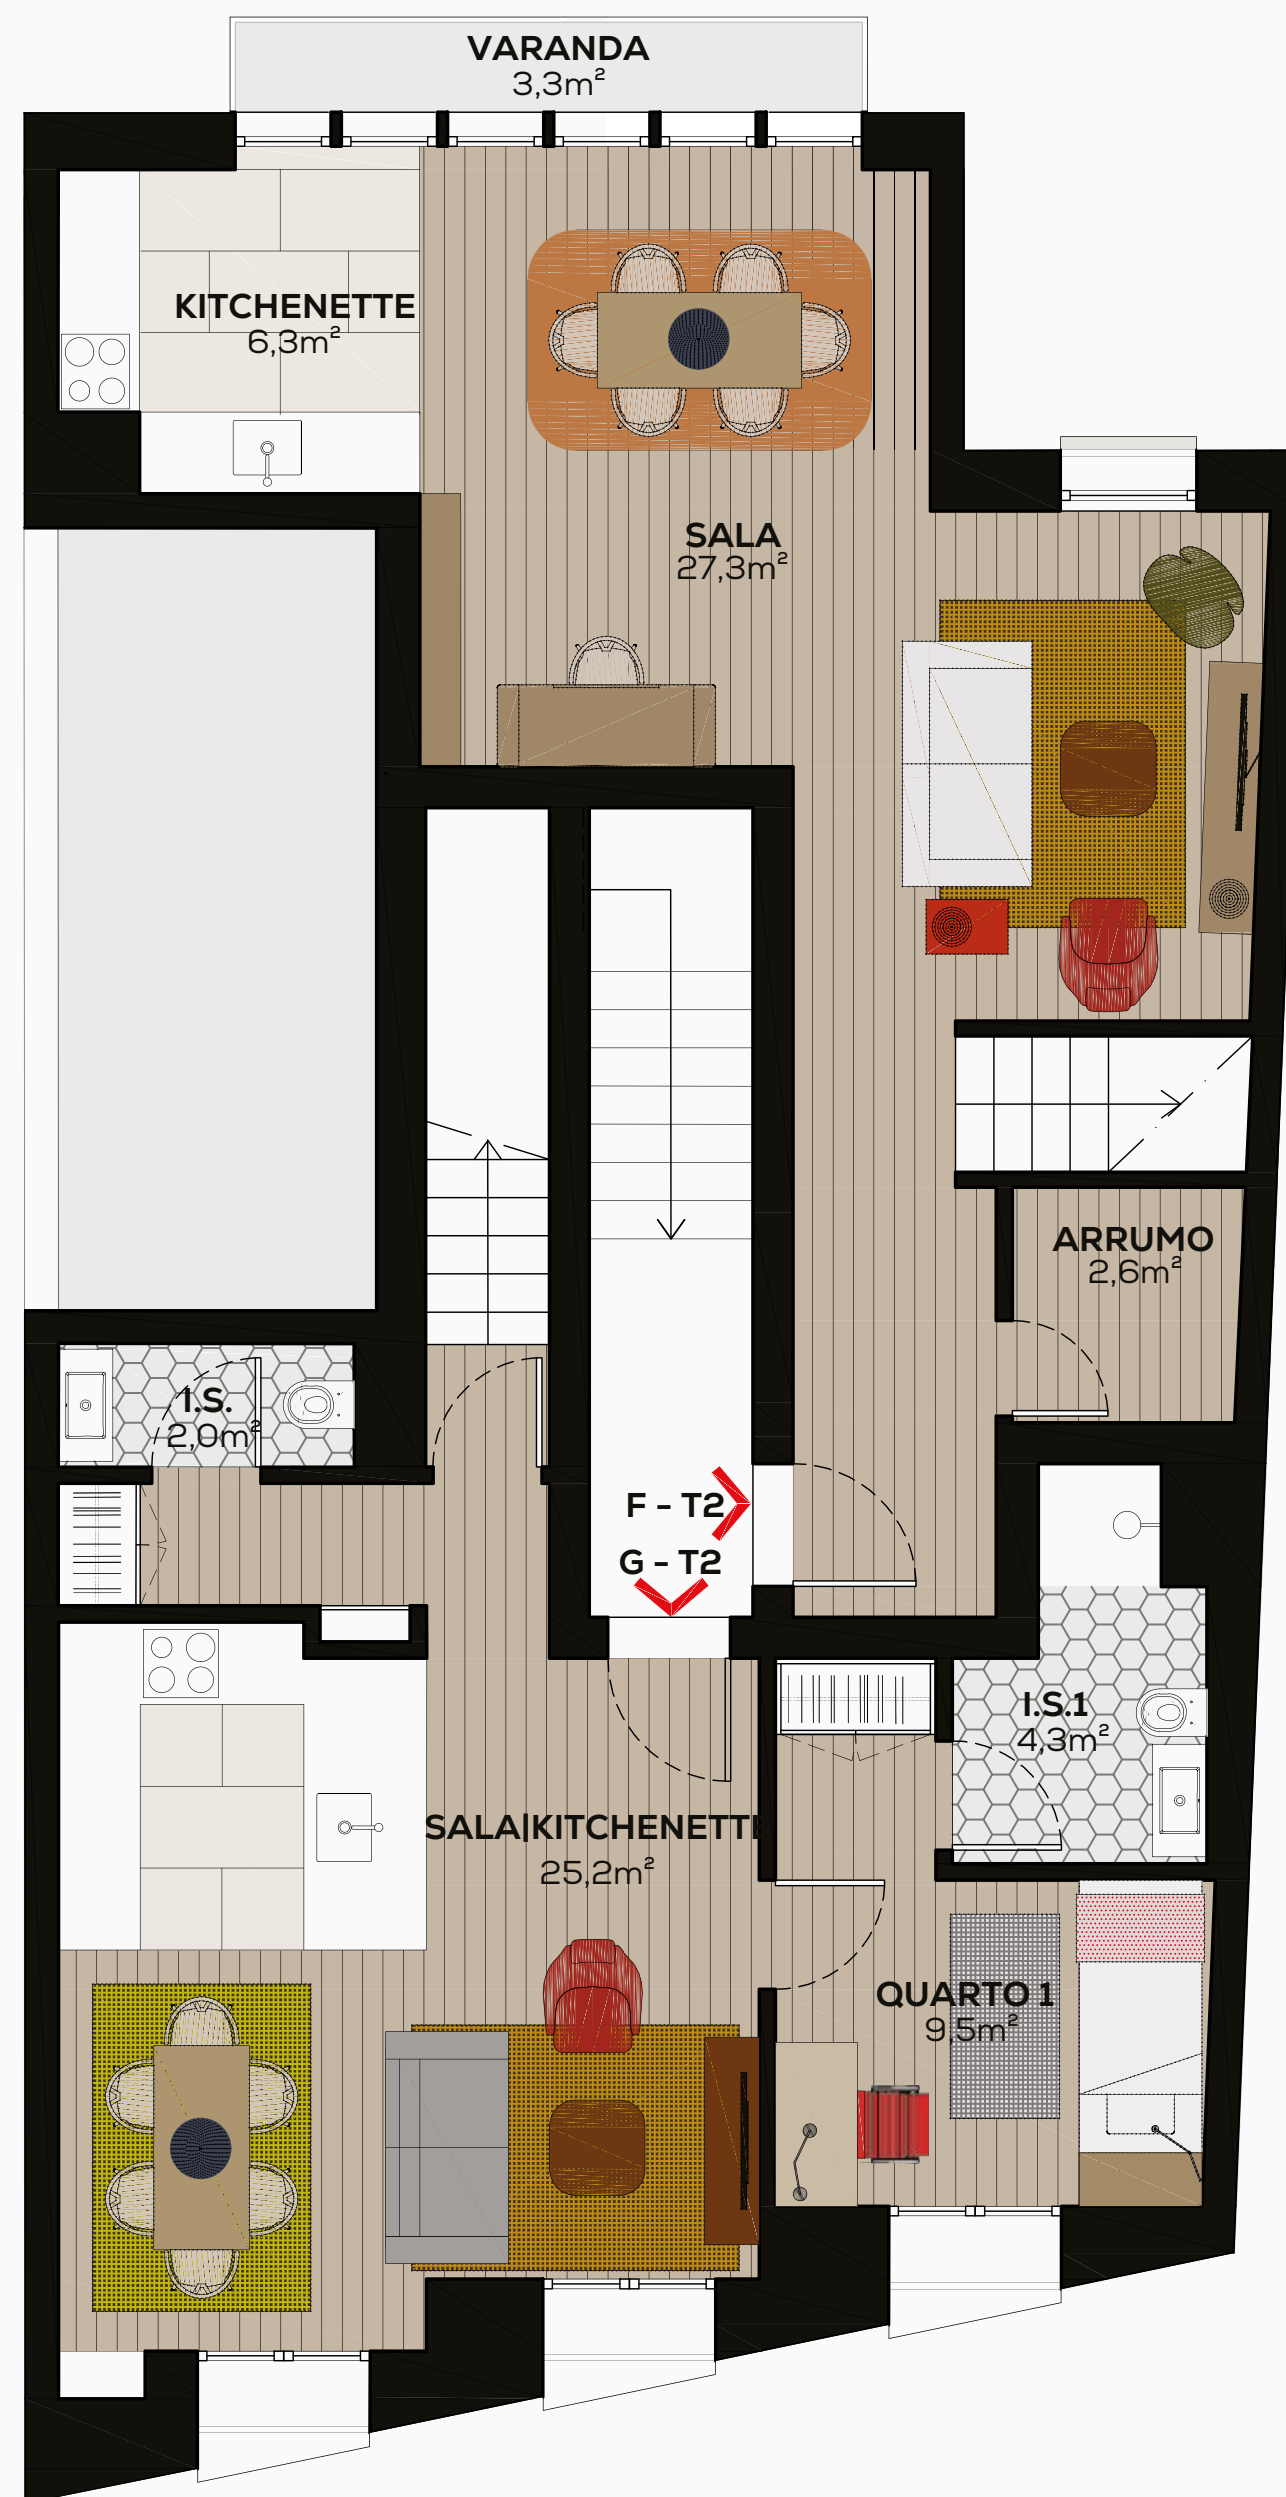 VARANDA
3,3m²
KITCHENETTE
6,3m²
SALA
27,3m²
ARRUMO
2,6m²
I.S.
2,0m²
F - T2
G - T2
I.S.1
4,3m²
SALA|KITCHENETTE
25,2m²
QUARTO 1
9,5m²